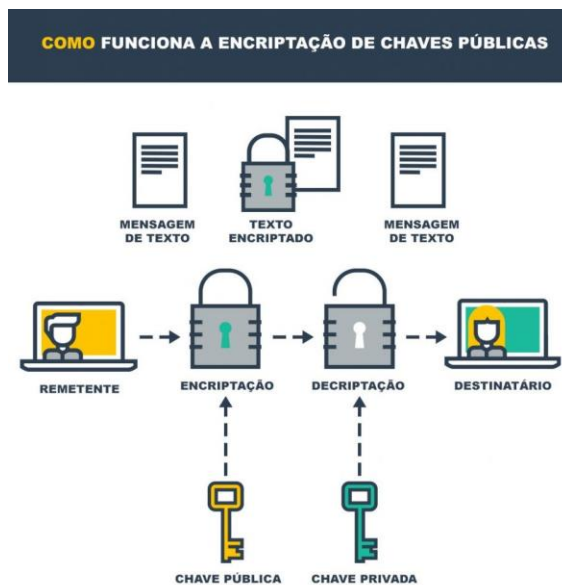 COMO FUNCIONA A ENCRIPTAÇÃO DE CHAVES PÚBLICAS
MENSAGEM
DE TEXTO
TEXTO
ENCRIPTADO
MENSAGEM
DE TEXTO
REMETENTE
ENCRIPTAÇÃO
DECRIPTAÇÃO
DESTINATÁRIO
CHAVE PÚBLICA
CHAVE PRIVADA